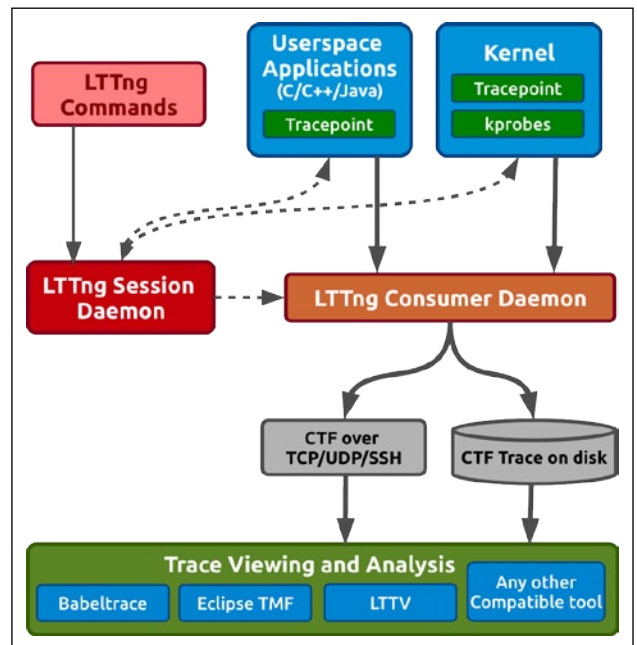 LTTng
Commands
Userspace
Applications
(C/C++/Java)
Tracepoint
Kernel
Tracepoint
kprobes
LTTng Session
Daemon
LTTng Consumer Daemon
CTF over
TCP/UDP/SSH
CTF Trace on disk
Trace Viewing and Analysis
Babeltrace
Eclipse TMF
LTTV
Any other
Compatible tool